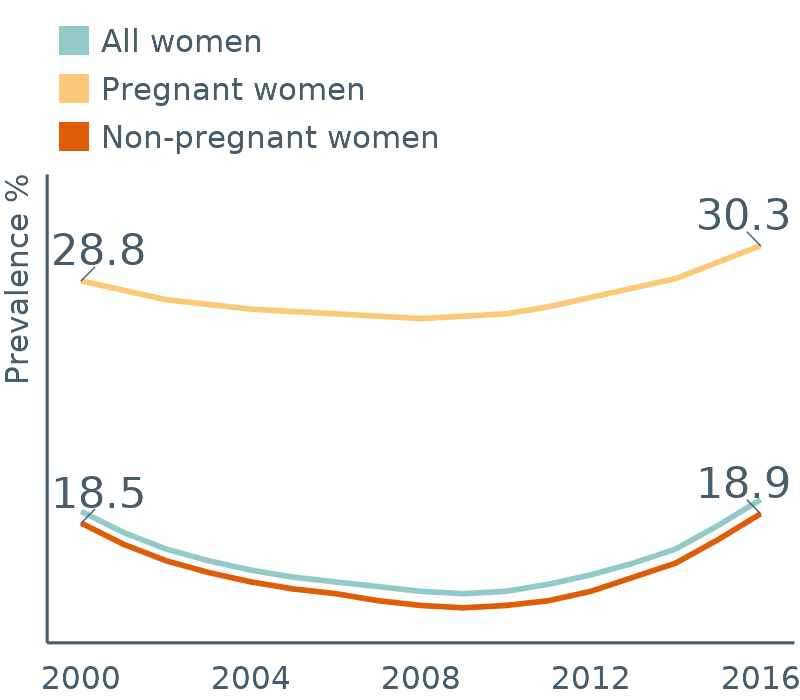 All women
Pregnant women
Non-pregnant women
Prevalence %
28.8
30.3
18.5
18.9
2000 2004 2008 2012 2016